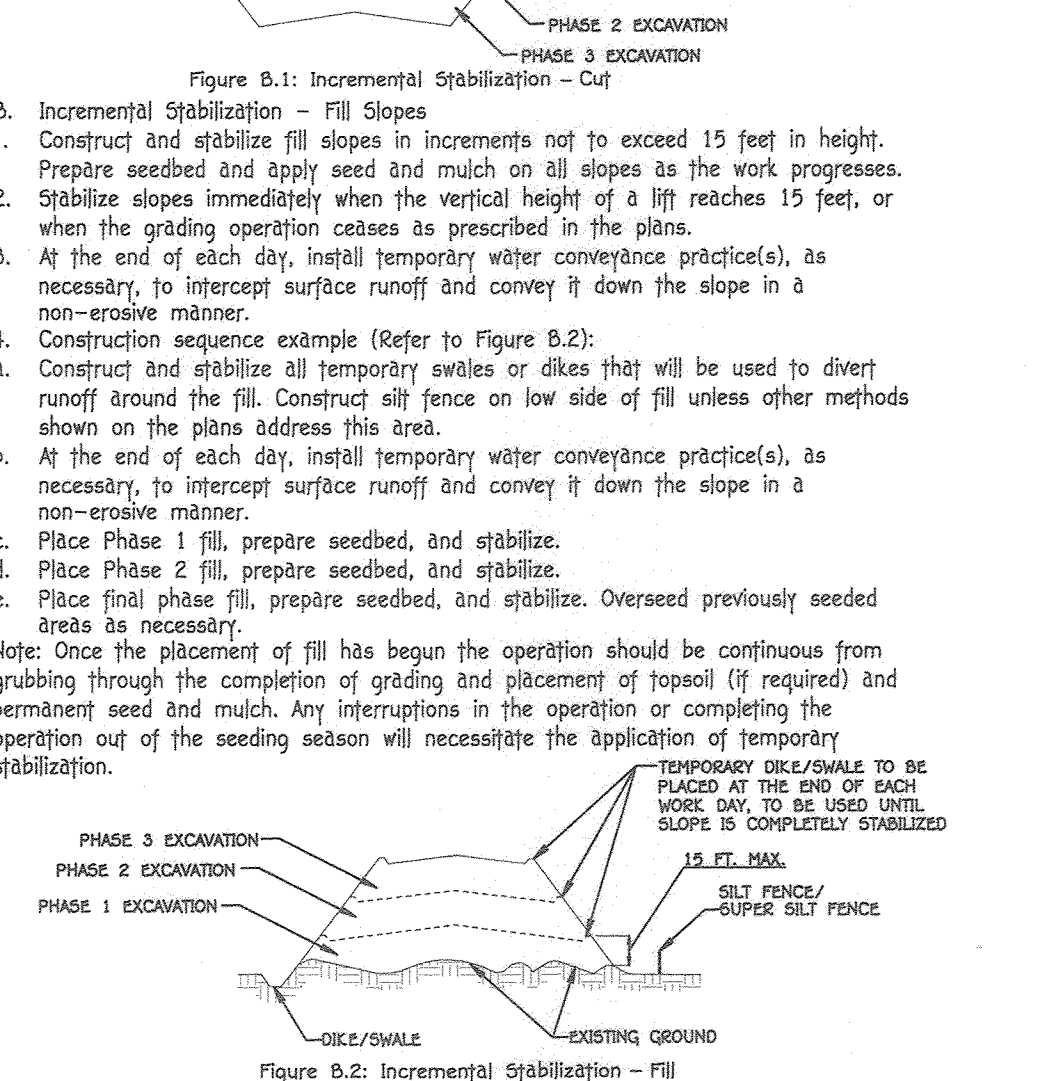 PHASE 2 EXCAVATION
PHASE 3 EXCAVATION
Figure B.1: Incremental Stabilization – Cut
B. Incremental Stabilization – Fill Slopes
. Construct and stabilize fill slopes in increments not to exceed 15 feet in height.
Prepare seedbed and apply seed and mulch on all slopes as the work progresses.
2. Stabilize slopes immediately when the vertical height of a lift reaches 15 feet, or
when the grading operation ceases as prescribed in the plans.
3. At the end of each day, install temporary water conveyance practice(s), as
necessary, to intercept surface runoff and convey it down the slope in a
non-erosive manner.
4. Construction sequence example (Refer to Figure B.2):
a. Construct and stabilize all temporary swales or dikes that will be used to divert
runoff around the fill. Construct silt fence on low side of fill unless other methods
shown on the plans address this area.
b. At the end of each day, install temporary water conveyance practice(s), as
necessary, to intercept surface runoff and convey it down the slope in a
non-erosive manner.
c. Place Phase 1 fill, prepare seedbed, and stabilize.
d. Place Phase 2 fill, prepare seedbed, and stabilize.
e. Place final phase fill, prepare seedbed, and stabilize. Overseed previously seeded
areas as necessary.
Note: Once the placement of fill has begun the operation should be continuous from
grubbing through the completion of grading and placement of topsoil (if required) and
permanent seed and mulch. Any interruptions in the operation or completing the
operation out of the seeding season will necessitate the application of temporary
stabilization.
TEMPORARY DIKE/SWALE TO BE
PLACED AT THE END OF EACH
WORK DAY, TO BE USED UNTIL
SLOPE IS COMPLETELY STABILIZED
PHASE 3 EXCAVATION
PHASE 2 EXCAVATION
PHASE 1 EXCAVATION
15 FT. MAX.
SILT FENCE/
SUPER SILT FENCE
DIKE/SWALE
EXISTING GROUND
Figure B.2: Incremental Stabilization – Fill